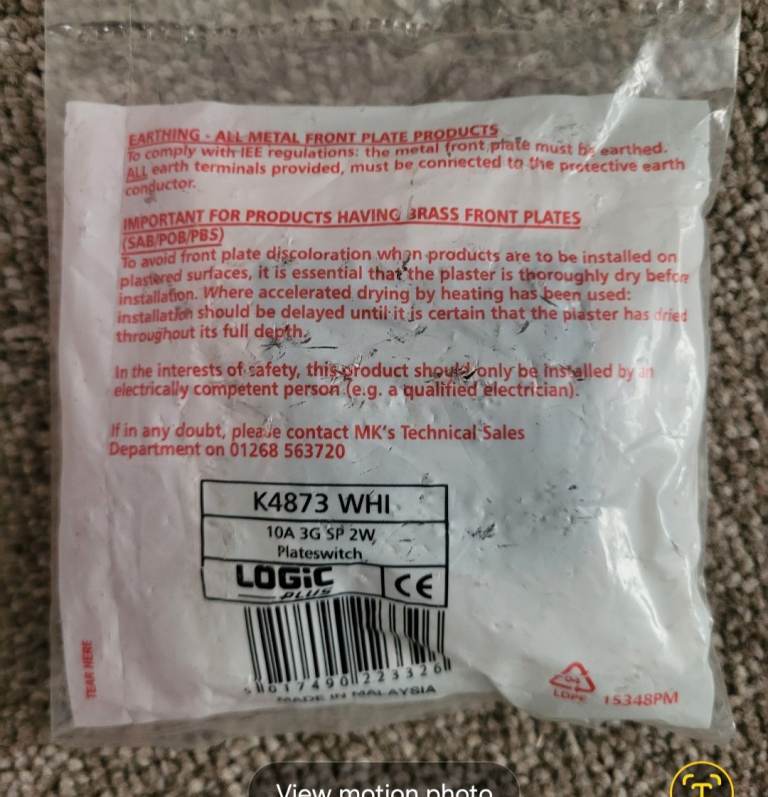 EARTHING - ALL METAL FRONT PLATE PRODUCTS
To comply with IEE regulations: the metal front plate must be earthed.
ALL earth terminals provided, must be connected to the protective earth
conductor.
IMPORTANT FOR PRODUCTS HAVING BRASS FRONT PLATES
(SAB/POB/PBS)
To avoid front plate discoloration when products are to be installed on
plastered surfaces, it is essential that the plaster is thoroughly dry before
installation. Where accelerated drying by heating has been used:
installation should be delayed until it is certain that the plaster has dried
throughout its full depth.
In the interests of safety, this product should only be installed by an
electrically competent person (e.g. a qualified electrician).
If in any doubt, please contact MK's Technical Sales
Department on 01268 563720
K4873 WHI
10A 3G SP 2W
Plateswitch
LOGIC
PLUS
CE
5 017490 223326
MADE IN MALAYSIA
TEAR HERE
04
LDPE 15348PM
View motion photo
T